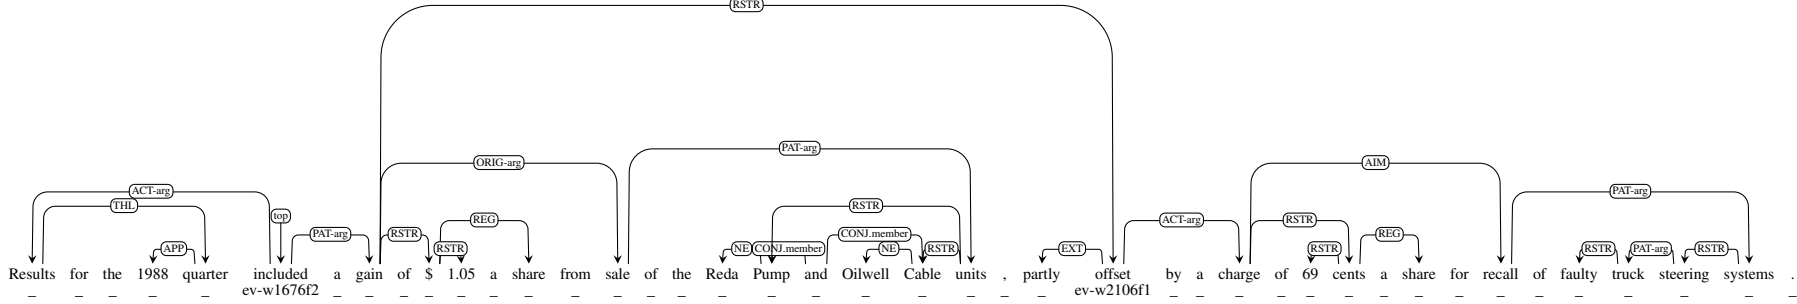 RSTR
PAT-arg
ORIG-arg AIM
ACT-arg PAT-arg
THL RSTR
top REG ACT-arg RSTR
PAT-arg RSTR CONJ.member REG
APP RSTR NE CONJ.member NE RSTR EXT RSTR RSTR PAT-arg RSTR
Results for the 1988 quarter included a gain of $ 1.05 a share from sale of the Reda Pump and Oilwell Cable units , partly offset by a charge of 69 cents a share for recall of faulty truck steering systems .
_ _ _ _ _ ev-w1676f2 _ _ _ _ _ _ _ _ _ _ _ _ _ _ _ _ _ _ _ ev-w2106f1 _ _ _ _ _ _ _ _ _ _ _ _ _ _ _ _